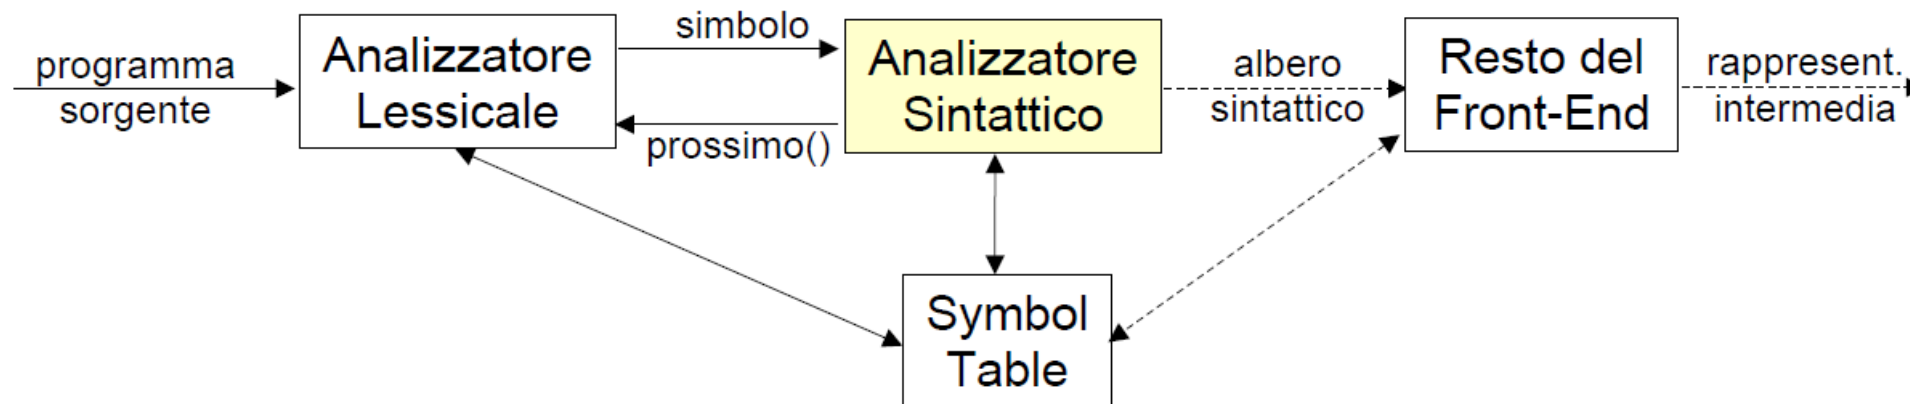 programma
sorgente
Analizzatore
Lessicale
simbolo
prossimo()
Analizzatore
Sintattico
albero
sintattico
Resto del
Front-End
rappresent.
intermedia
Symbol
Table